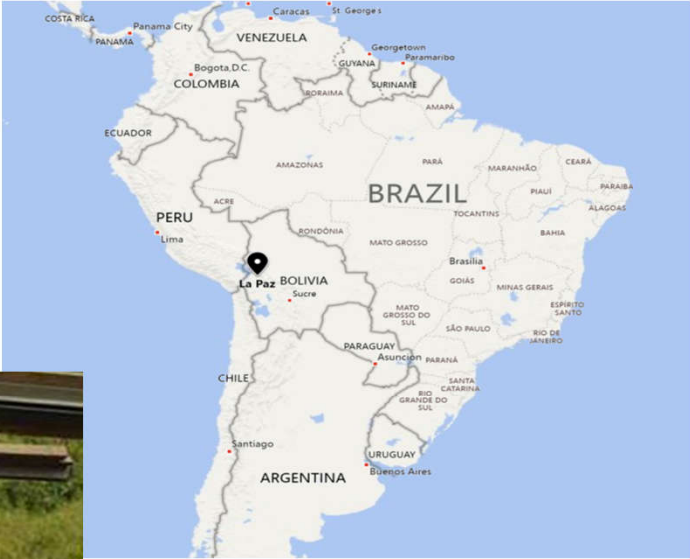 Caracas
St. George's
COSTA RICA
Panama City
PANAMA
VENEZUELA
Georgetown
GUYANA
Paramaribo
Bogota, D.C.
COLOMBIA
SURINAME
RORAIMA
AMAPÁ
ECUADOR
AMAZONAS
PARÁ
MARANHÃO
CEARÁ
PARAIBA
PIAUÍ
BRAZIL
ACRE
ALAGOAS
TOCANTINS
PERU
Lima
RONDÔNIA
MATO GROSSO
BAHIA
Brasília
GOIÁS
La Paz
BOLIVIA
Sucre
MINAS GERAIS
MATO
GROSSO DO
SUL
ESPÍRITO
SANTO
SÃO PAULO
RIO DE
JANEIRO
PARAGUAY
Asunción
PARANÁ
CHILE
SANTA
CATARINA
RIO
GRANDE DO
SUL
Santiago
URUGUAY
Buenos Aires
ARGENTINA